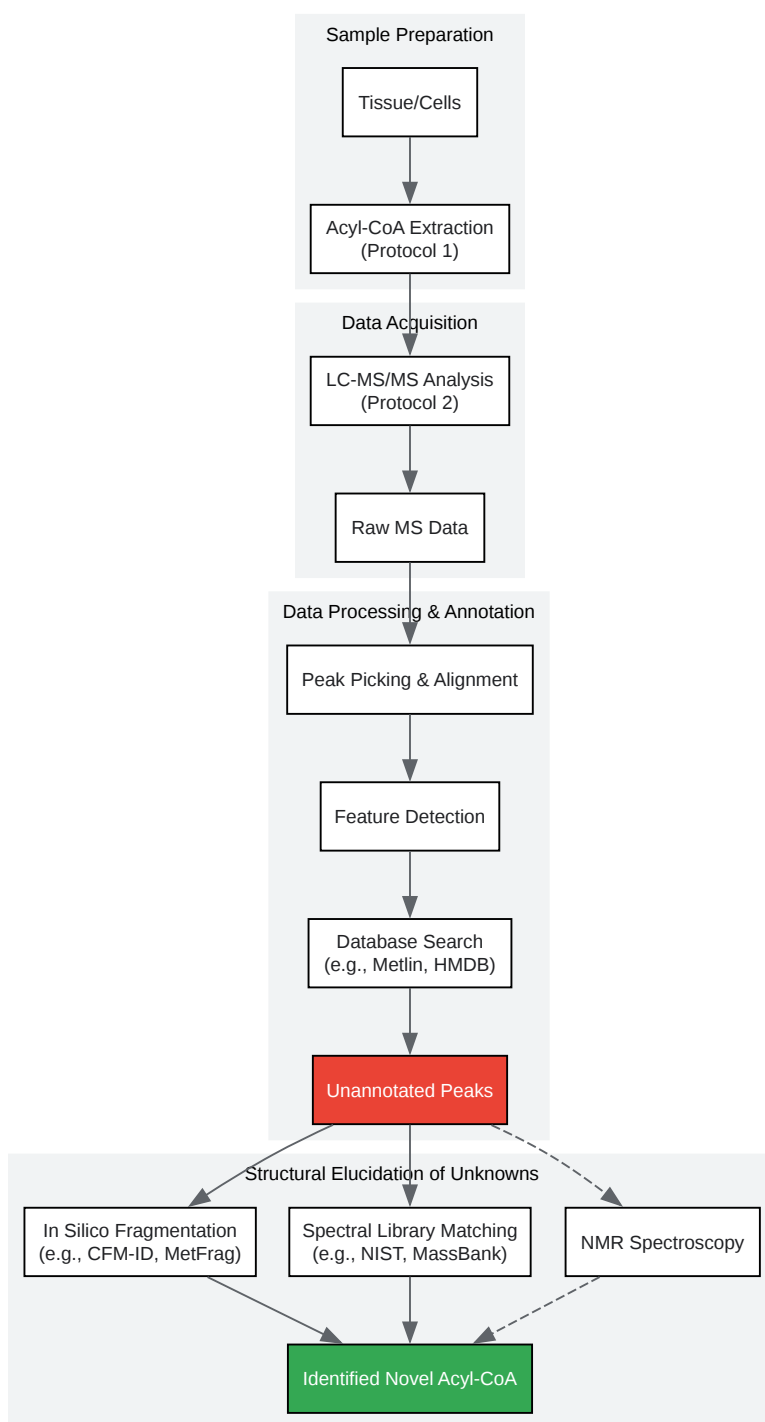 Sample Preparation
Tissue/Cells
Acyl-CoA Extraction
(Protocol 1)
Data Acquisition
LC-MS/MS Analysis
(Protocol 2)
Raw MS Data
Data Processing & Annotation
Peak Picking & Alignment
Feature Detection
Database Search
(e.g., Metlin, HMDB)
Unannotated Peaks
Structural Elucidation of Unknowns
In Silico Fragmentation
(e.g., CFM-ID, MetFrag)
Spectral Library Matching
(e.g., NIST, MassBank)
NMR Spectroscopy
Identified Novel Acyl-CoA